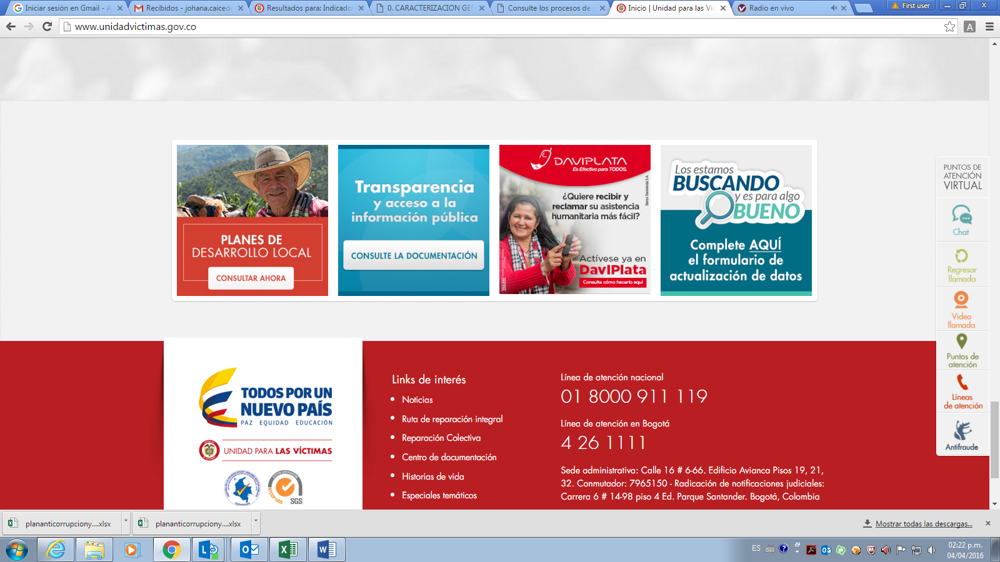 Iniciar sesión en Gmail - A
Recibidos - johana.caiced
Resultados para: Indicado
0. CARACTERIZACION GES
Consulte los procesos de
Inicio | Unidad para las Vic
Radio en vivo
First user
www.unidadvictimas.gov.co
PLANES DE
DESARROLLO LOCAL
CONSULTAR AHORA
Transparencia
y acceso a la
información pública
CONSULTE LA DOCUMENTACIÓN
DAVIPLATA
Es Efectivo para TODOS.
Banco Davivienda S.A.
¿Quiere recibir y
reclamar su asistencia
humanitaria más fácil?
Actívese ya en
DaviPlata
Consulte cómo hacerlo aquí
Los estamos
BUSCANDO
y es para algo
BUENO
Complete AQUÍ
el formulario de
actualización de datos
PUNTOS DE
ATENCIÓN
VIRTUAL
Chat
Regresar
llamada
Video
llamada
Puntos de
atención
Líneas
de atención
Antifraude
TODOS POR UN
NUEVO PAÍS
PAZ EQUIDAD EDUCACIÓN
UNIDAD PARA LAS VÍCTIMAS
SGS
Links de interés
Noticias
Ruta de reparación integral
Reparación Colectiva
Centro de documentación
Historias de vida
Especiales temáticos
Línea de atención nacional
01 8000 911 119
Línea de atención en Bogotá
4 26 1111
Sede administrativa: Calle 16 # 6-66. Edificio Avianca Pisos 19, 21,
32. Conmutador: 7965150 - Radicación de notificaciones judiciales:
Carrera 6 # 14-98 piso 4 Ed. Parque Santander. Bogotá, Colombia
plananticorrupciony....xlsx
plananticorrupciony....xlsx
Mostrar todas las descargas...
ES
02:22 p.m.
04/04/2016